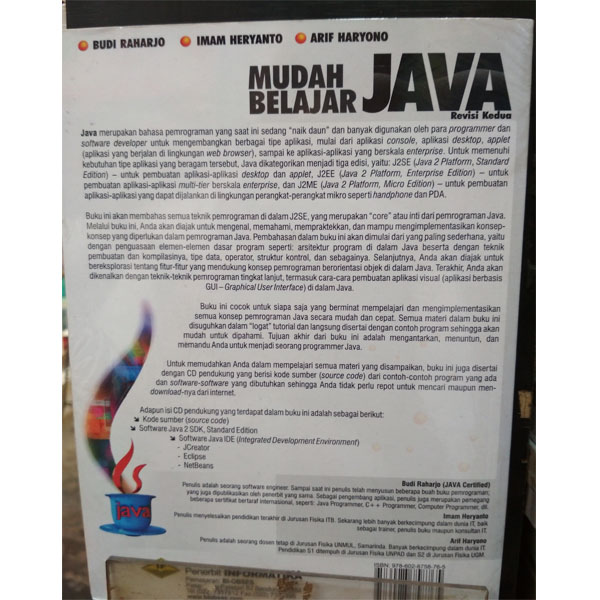 BUDI RAHARJO IMAM HERYANTO ARIF HARYONO
MUDAH
BELAJAR JAVA
Revisi Kedua
Java merupakan bahasa pemrograman yang saat ini sedang "naik daun" dan banyak digunakan oleh para programmer dan
software developer untuk mengembangkan berbagai tipe aplikasi, mulai dari aplikasi console, aplikasi desktop, applet
(aplikasi yang berjalan di lingkungan web browser), sampai ke aplikasi-aplikasi yang berskala enterprise. Untuk memenuhi
kebutuhan tipe aplikasi yang beragam tersebut, Java dikategorikan menjadi tiga edisi, yaitu: J2SE (Java 2 Platform, Standard
Edition) – untuk pembuatan aplikasi-aplikasi desktop dan applet, J2EE (Java 2 Platform, Enterprise Edition) – untuk
pembuatan aplikasi-aplikasi multi-tier berskala enterprise, dan J2ME (Java 2 Platform, Micro Edition) – untuk pembuatan
aplikasi-aplikasi yang dapat dijalankan di lingkungan perangkat-perangkat mikro seperti handphone dan PDA.
Buku ini akan membahas semua teknik pemrograman di dalam J2SE, yang merupakan "core" atau inti dari pemrograman Java.
Melalui buku ini, Anda akan diajak untuk mengenal, memahami, mempraktekkan, dan mampu mengimplementasikan konsep-
konsep yang diperlukan dalam pemrograman Java. Pembahasan dalam buku ini akan dimulai dari yang paling sederhana, yaitu
dengan penguasaan elemen-elemen dasar program seperti: arsitektur program di dalam Java beserta dengan teknik
pembuatan dan kompilasinya, tipe data, operator, struktur kontrol, dan sebagainya. Selanjutnya, Anda akan diajak untuk
bereksplorasi tentang fitur-fitur yang mendukung konsep pemrograman berorientasi objek di dalam Java. Terakhir, Anda akan
dikenalkan dengan teknik-teknik pemrograman tingkat lanjut, termasuk cara-cara pembuatan aplikasi visual (aplikasi berbasis
GUI – Graphical User Interface) di dalam Java.
Buku ini cocok untuk siapa saja yang berminat mempelajari dan mengimplementasikan
semua konsep pemrograman Java secara mudah dan cepat. Semua materi dalam buku ini
disuguhkan dalam "logat" tutorial dan langsung disertai dengan contoh program sehingga akan
mudah untuk dipahami. Tujuan akhir dari buku ini adalah mengantarkan, menuntun, dan
memandu Anda untuk menjadi seorang programmer Java.
Untuk memudahkan Anda dalam mempelajari semua materi yang disampaikan, buku ini juga disertai
dengan CD pendukung yang berisi kode sumber (source code) dari contoh-contoh program yang ada
dan software-software yang dibutuhkan sehingga Anda tidak perlu repot untuk mencari maupun men-
download-nya dari internet.
Adapun isi CD pendukung yang terdapat dalam buku ini adalah sebagai berikut:
Kode sumber (source code)
Software Java 2 SDK, Standard Edition
Software Java IDE (Integrated Development Environment)
- JCreator
- Eclipse
- NetBeans
java
Budi Raharjo (JAVA Certified)
Penulis adalah seorang software engineer. Sampai saat ini penulis telah menyusun beberapa buah buku pemrograman,
yang juga dipublikasikan oleh penerbit yang sama. Sebagai pengembang aplikasi, penulis juga merupakan pemegang
beberapa sertifikat bertaraf internasional, seperti: Java Programmer, C++ Programmer, Computer Programmer, dll.
Imam Heryanto
Penulis menyelesaikan pendidikan terakhir di Jurusan Fisika ITB. Sekarang lebih banyak berkecimpung dalam dunia IT, baik
sebagai trainer, penulis buku maupun konsultan IT.
Arif Haryono
Penulis adalah seorang dosen tetap di Jurusan Fisika UNMUL, Samarinda. Banyak berkecimpung dalam dunia IT.
Pendidikan S1 ditempuh di Jurusan Fisika UNPAD dan S2 di Jurusan Fisika UGM.
Penerbit INFORMATIKA
ISBN: 978-602-8758-76-5